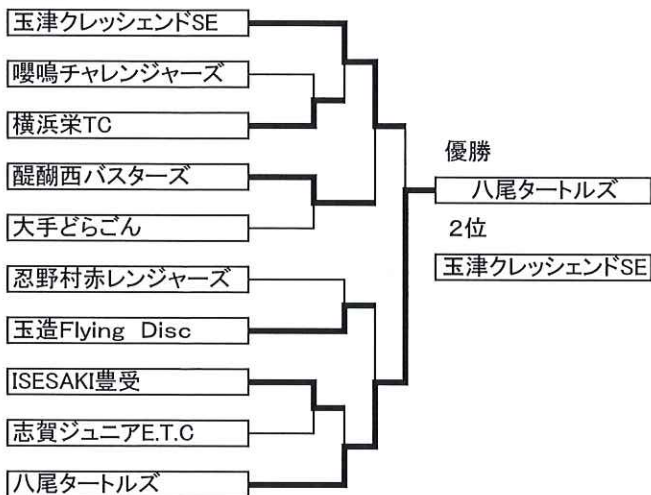 玉津クレッシェンドSE
嚶鳴チャレンジャーズ
横浜栄TC
醍醐西バスターズ
大手どらごん
忍野村赤レンジャーズ
玉造Flying Disc
ISESAKI豊受
志賀ジュニアE.T.C
八尾タートルズ
優勝
八尾タートルズ
2位
玉津クレッシェンドSE